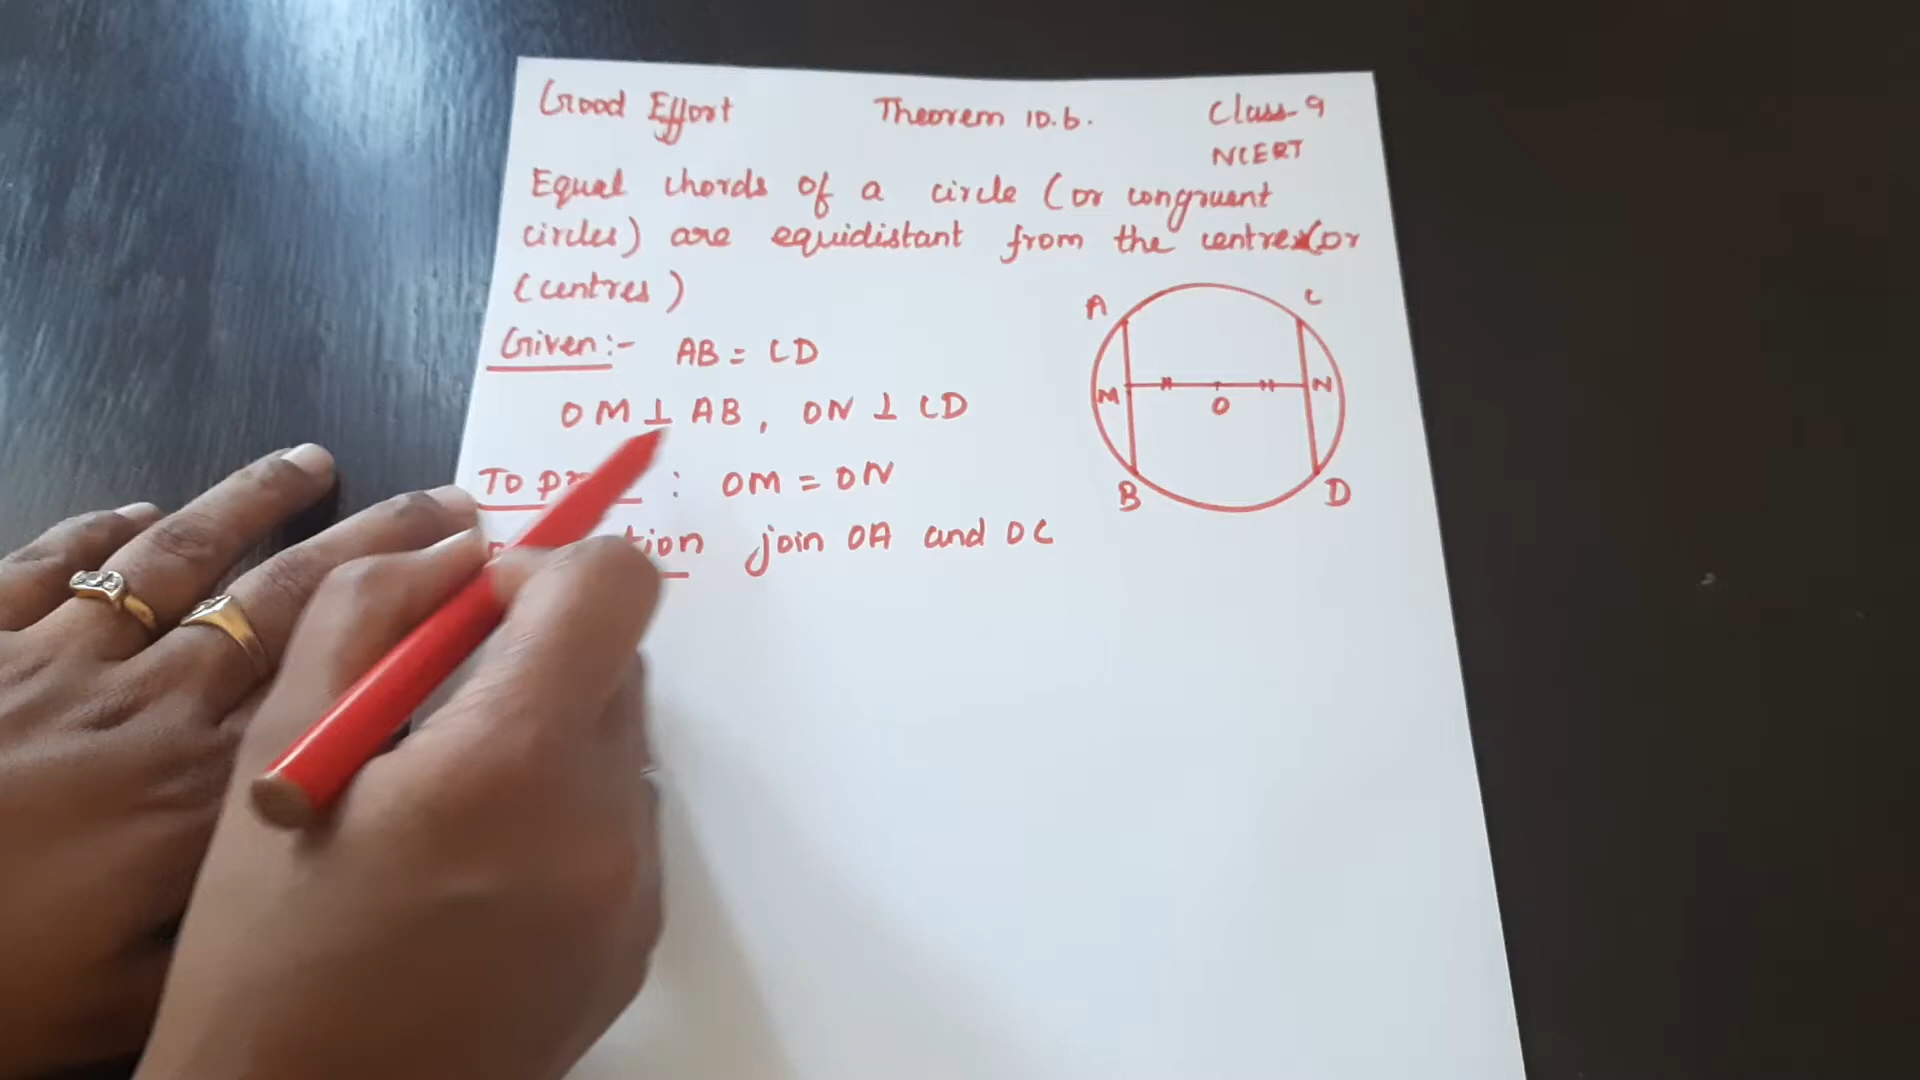 Good Effort Theorem 10.6. Class-9
NCERT
Equal chords of a circle (or congruent
circles) are equidistant from the centre (or
(centres)
Given:- AB = CD
OM ⊥ AB, ON ⊥ CD
To : OM = ON
join OA and OC
A C
M O N
B D